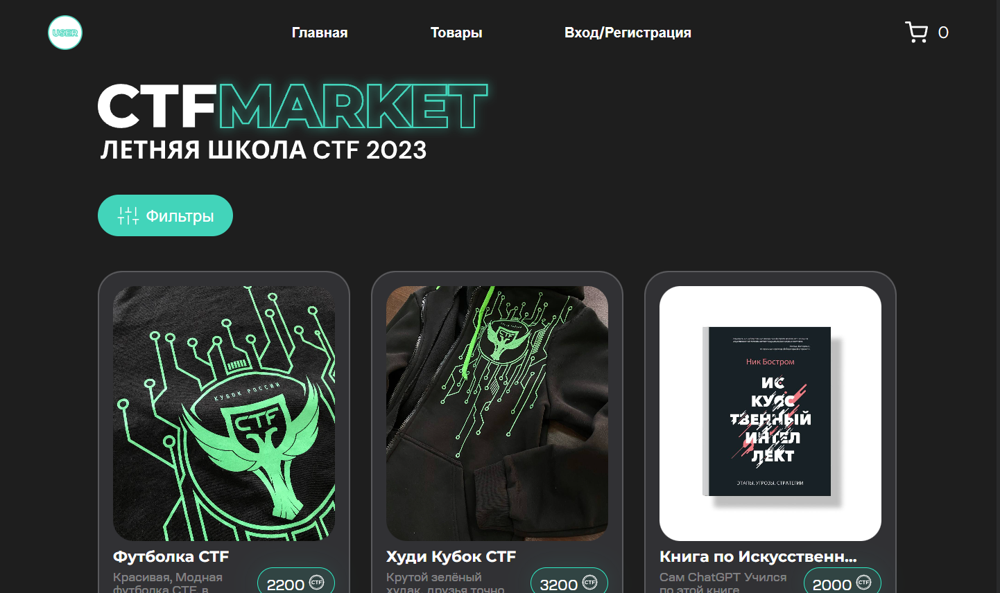 USER
Главная
Товары
Вход/Регистрация
0
CTFMARKET
ЛЕТНЯЯ ШКОЛА CTF 2023
Фильтры
КУБОК РОССИИ
CTF
CTF
Ник Бостром
ИС
КУСС
ТВЕННЫЙ
ИНТЕЛ
ЛЕКТ
ЭТАПЫ. УГРОЗЫ. СТРАТЕГИИ
Футболка CTF
Красивая, Модная
футболка CTF, в
2200 CTF
Худи Кубок CTF
Крутой зелёный
худак, друзья точно
3200 CTF
Книга по Искусственн...
Сам ChatGPT Учился
по этой книге
2000 CTF